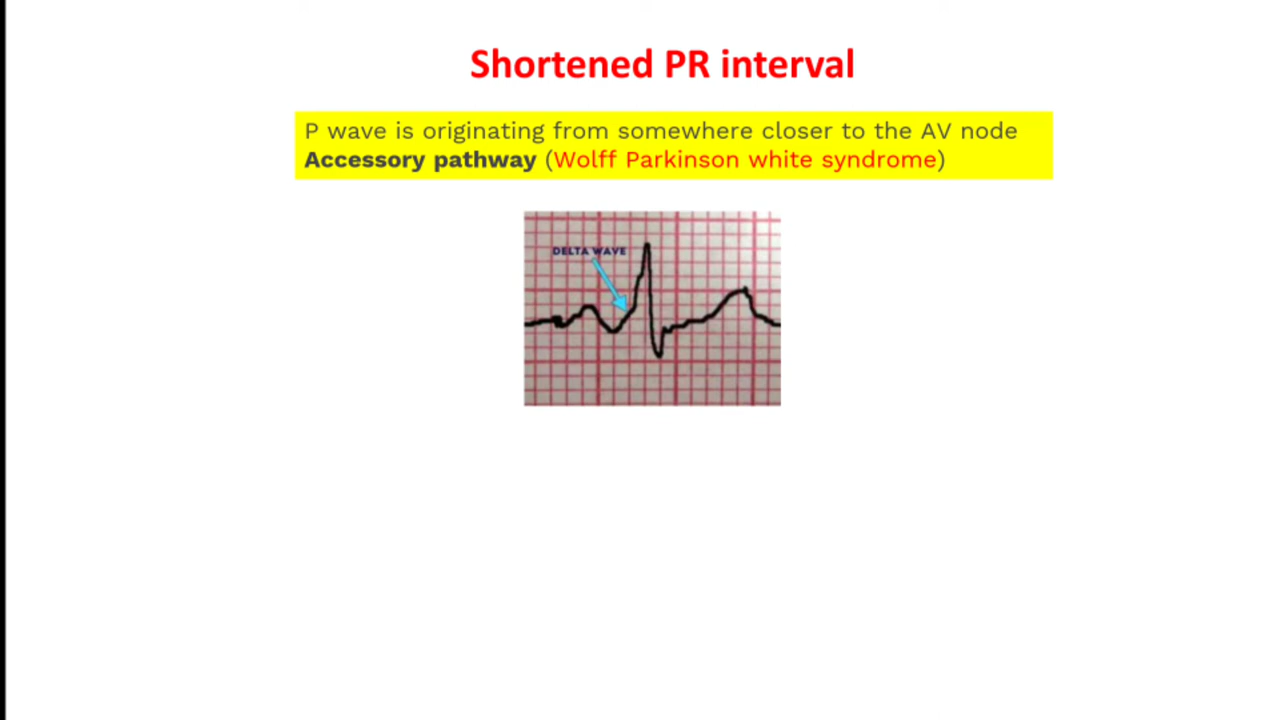 Shortened PR interval
P wave is originating from somewhere closer to the AV node
Accessory pathway (Wolff Parkinson white syndrome)
DELTA WAVE